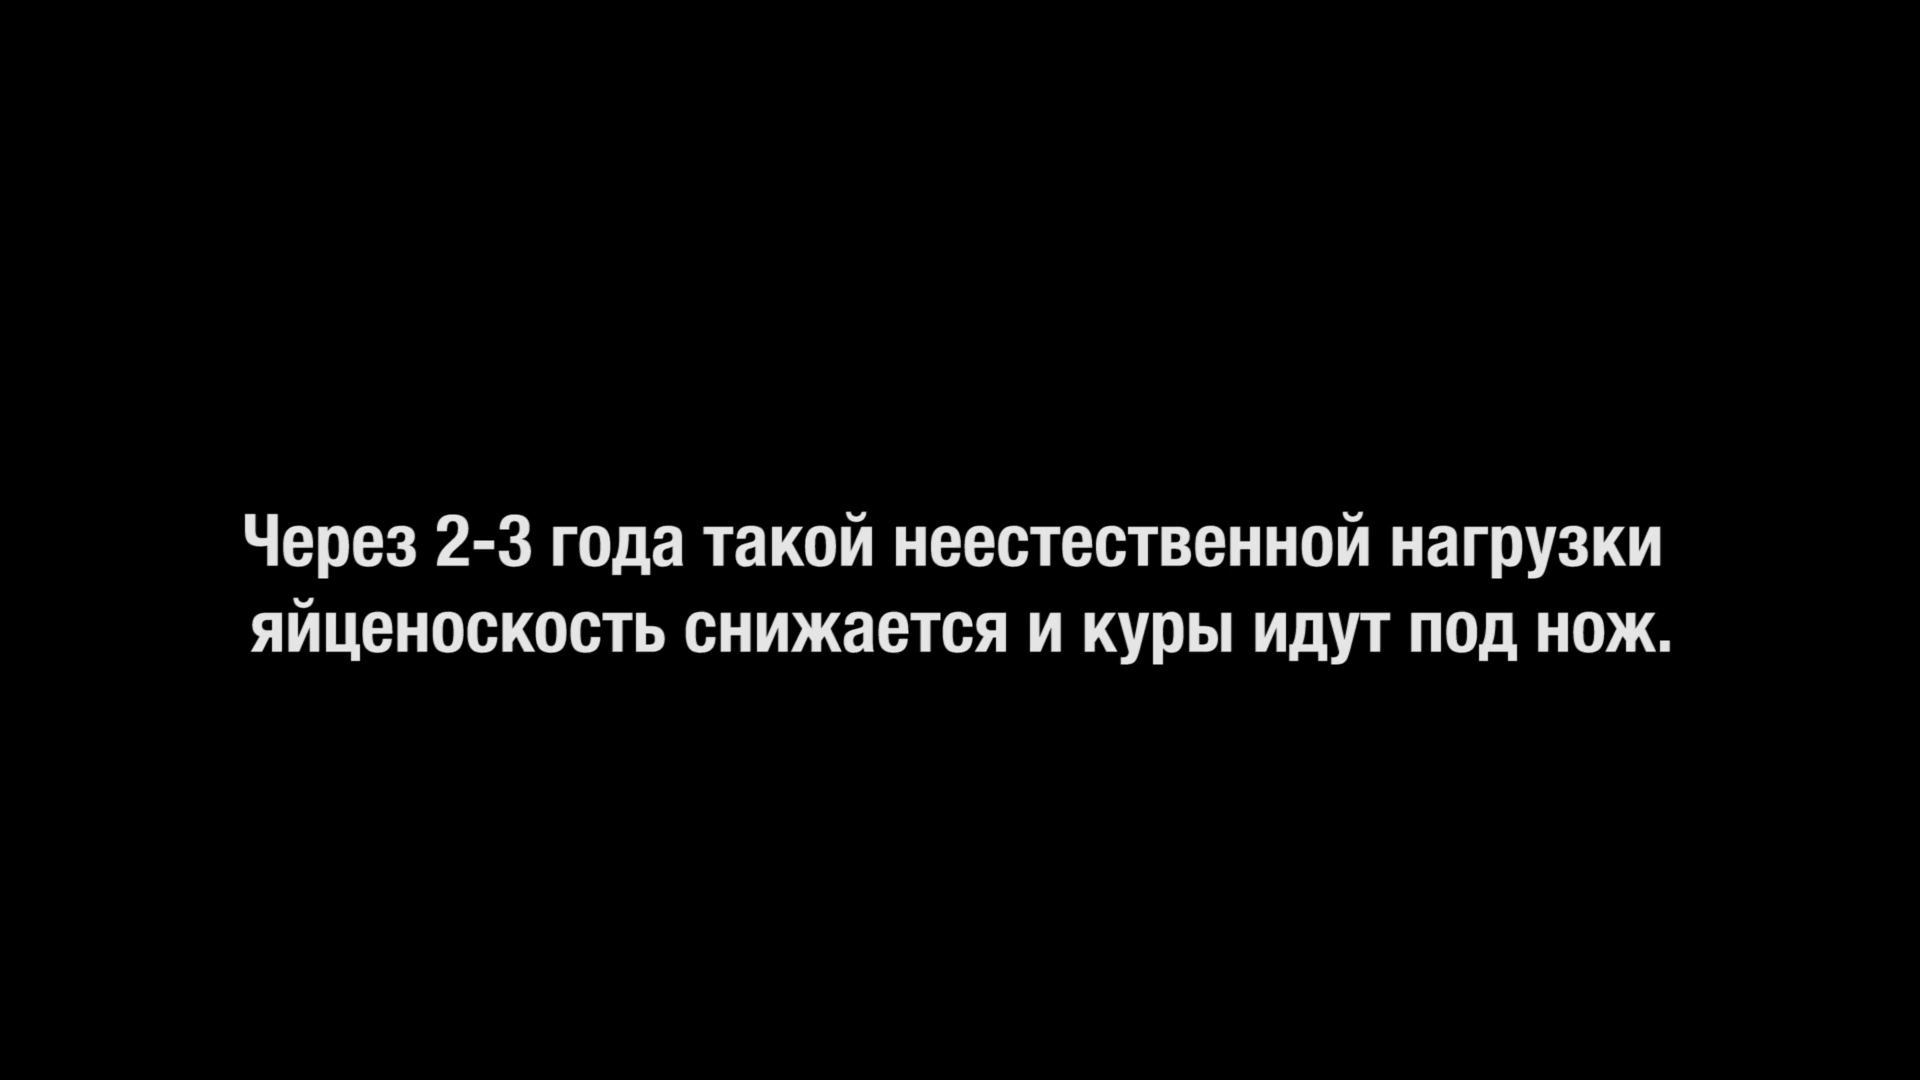 Через 2-3 года такой неестественной нагрузки
яйценоскость снижается и куры идут под нож.